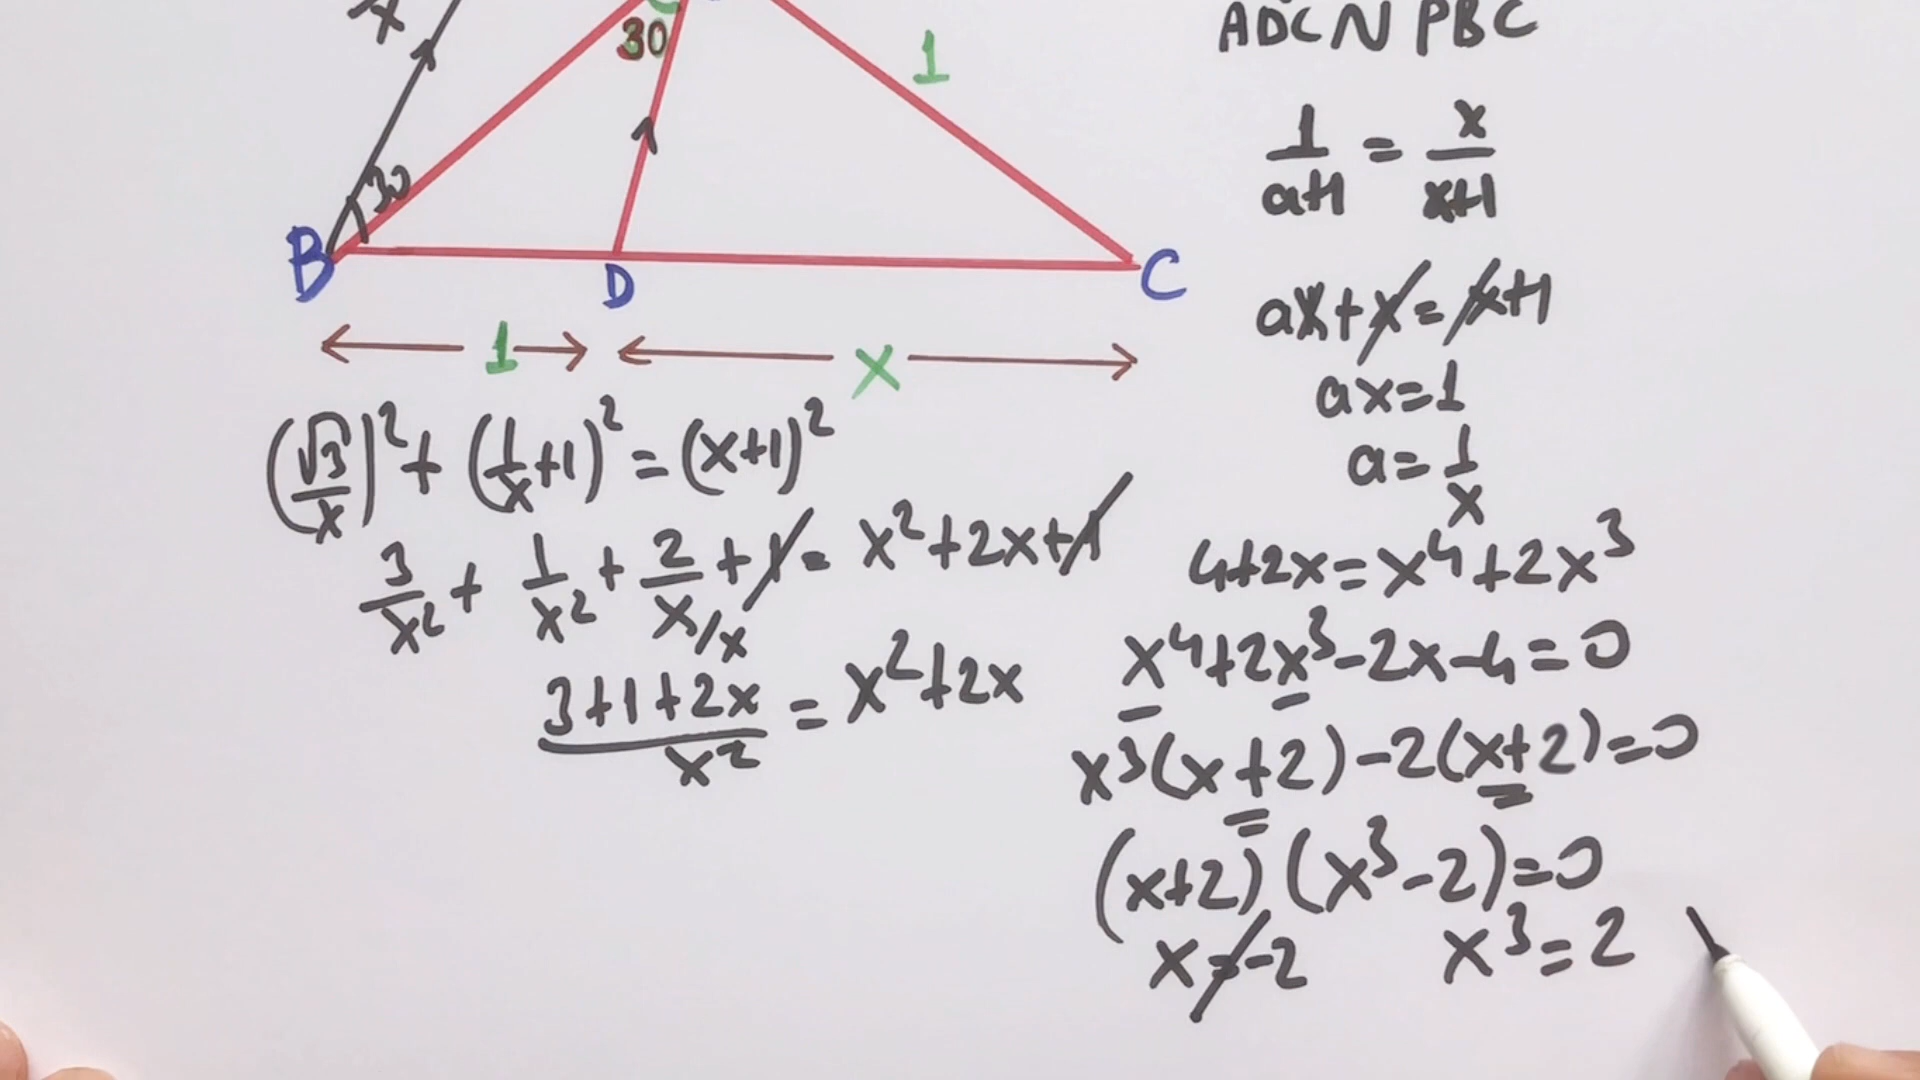 x
30
1
30
B
D
C
1
x
ADC ~ PBC
1/(a+1) = x/(x+1)
ax+x=x+1
ax=1
a=1/x
(√3/x)²+(1/x+1)²=(x+1)²
3/x²+1/x²+2/x/x+1=x²+2x+1
(3+1+2x)/x²=x²+2x
4+2x=x⁴+2x³
x⁴+2x³-2x-4=0
x³(x+2)-2(x+2)=0
(x+2)(x³-2)=0
x=-2 x³=2